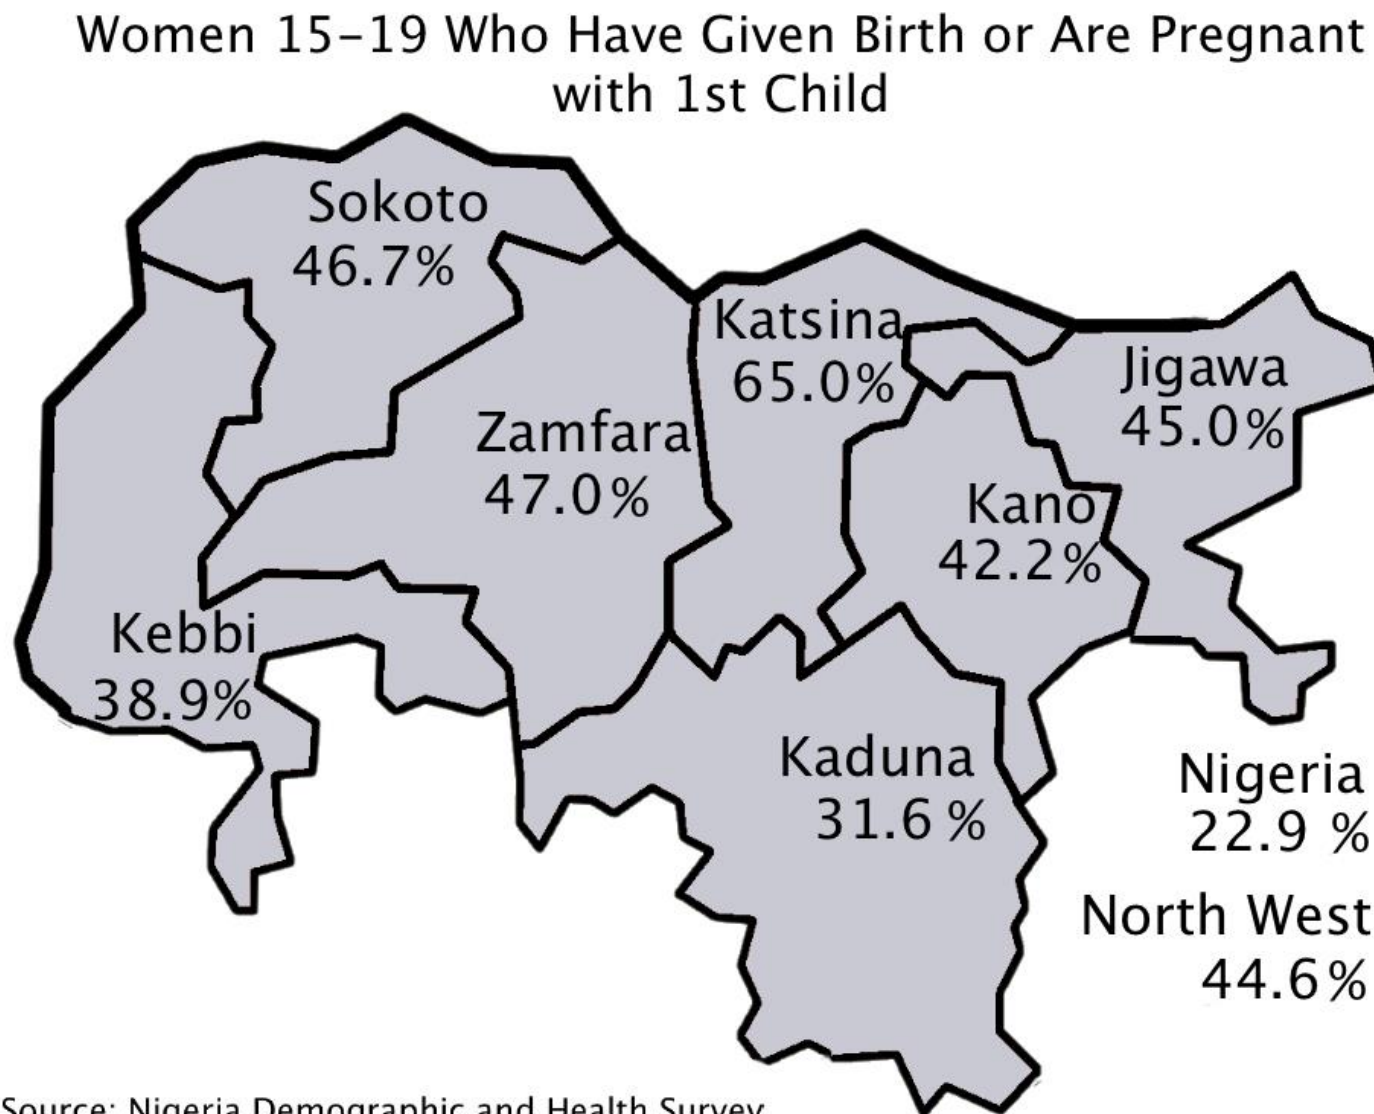 Women 15–19 Who Have Given Birth or Are Pregnant
with 1st Child
Sokoto
46.7%
Katsina
65.0%
Jigawa
45.0%
Zamfara
47.0%
Kano
42.2%
Kebbi
38.9%
Kaduna
31.6 %
Nigeria
22.9 %
North West
44.6%
Source: Nigeria Demographic and Health Survey